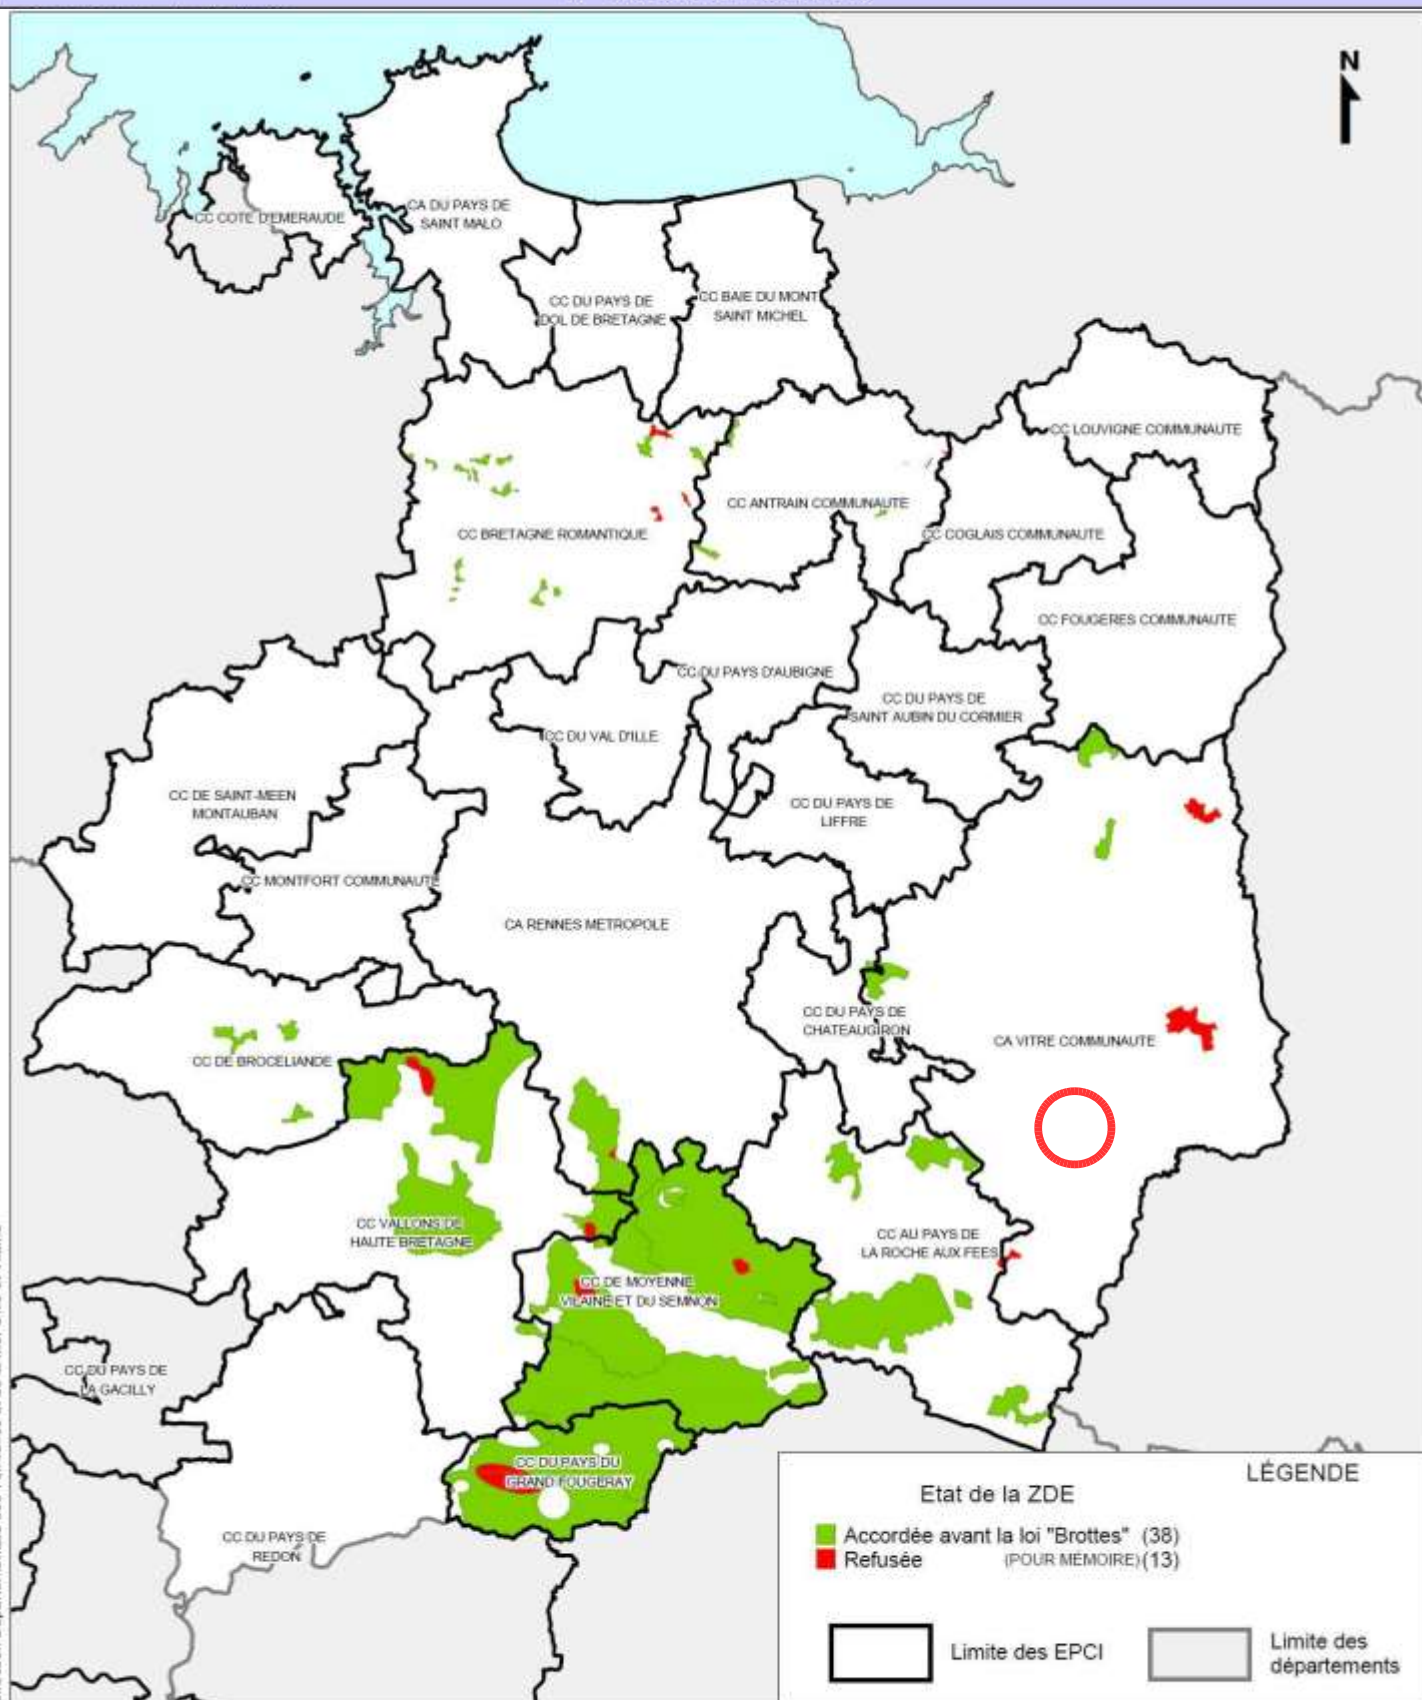 N
CC COTE D'EMERAUDE
CA DU PAYS DE
SAINT MALO
CC DU PAYS DE
DOL DE BRETAGNE
CC BAIE DU MONT
SAINT MICHEL
CC LOUVIGNE COMMUNAUTE
CC ANTRAIN COMMUNAUTE
CC BRETAGNE ROMANTIQUE
CC COGLAIS COMMUNAUTE
CC FOUGERES COMMUNAUTE
CC DU PAYS D'AUBIGNE
CC DU PAYS DE
SAINT AUBIN DU CORMIER
CC DU VAL D'ILLE
CC DE SAINT-MEEN
MONTAUBAN
CC DU PAYS DE
LIFFRE
CC MONTFORT COMMUNAUTE
CA RENNES METROPOLE
CC DU PAYS DE
CHATEAUGIRON
CA VITRE COMMUNAUTE
CC DE BROCELIANDE
CC VALLONS DE
HAUTE BRETAGNE
CC AU PAYS DE
LA ROCHE AUX FEES
CC DE MOYENNE
VILAINE ET DU SEMNON
CC DU PAYS DE
LA GACILLY
CC DU PAYS DU
GRAND FOUGERAY
CC DU PAYS DE
REDON
LÉGENDE
Etat de la ZDE
Accordée avant la loi "Brottes" (38)
Refusée (POUR MÉMOIRE) (13)
Limite des EPCI
Limite des
départements